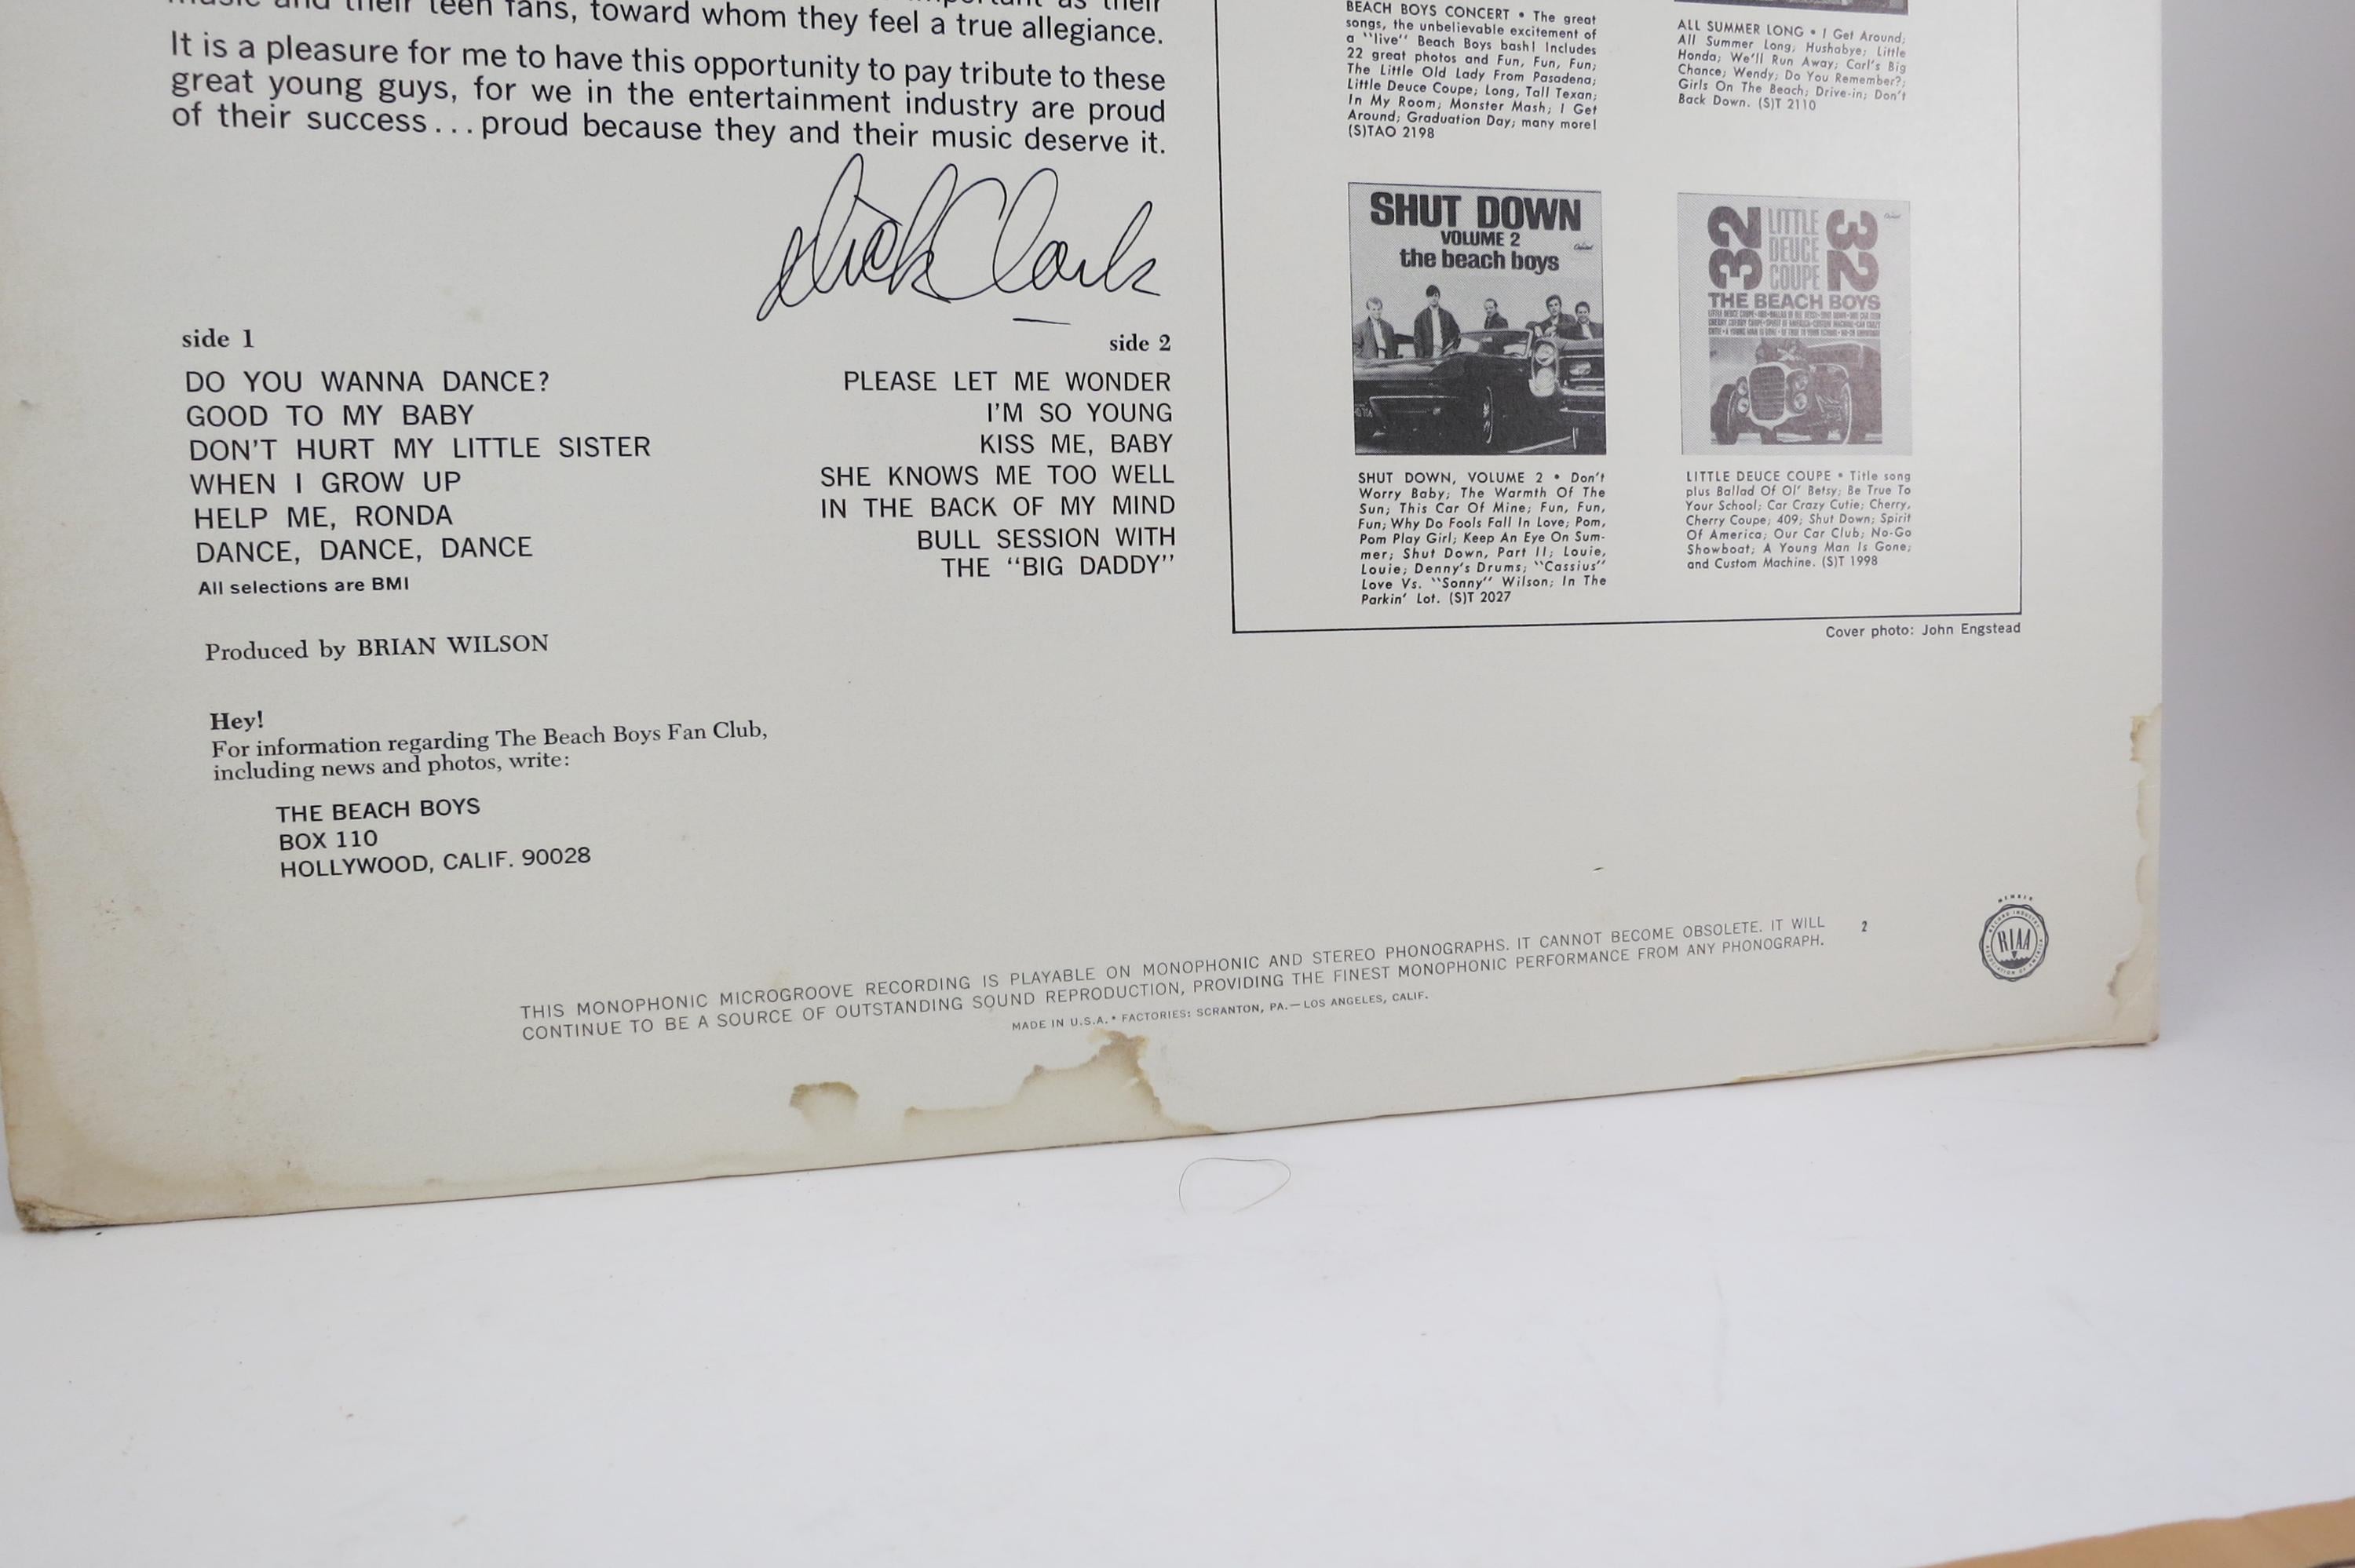 music and their teen fans, toward whom they feel a true allegiance.
It is a pleasure for me to have this opportunity to pay tribute to these
great young guys, for we in the entertainment industry are proud
of their success...proud because they and their music deserve it.
Dick Clark
side 1
DO YOU WANNA DANCE?
GOOD TO MY BABY
DON'T HURT MY LITTLE SISTER
WHEN I GROW UP
HELP ME, RONDA
DANCE, DANCE, DANCE
All selections are BMI
side 2
PLEASE LET ME WONDER
I'M SO YOUNG
KISS ME, BABY
SHE KNOWS ME TOO WELL
IN THE BACK OF MY MIND
BULL SESSION WITH
THE "BIG DADDY"
Produced by BRIAN WILSON
Hey!
For information regarding The Beach Boys Fan Club,
including news and photos, write:
THE BEACH BOYS
BOX 110
HOLLYWOOD, CALIF. 90028
BEACH BOYS CONCERT • The great
songs, the unbelievable excitement of
a "live" Beach Boys bash! Includes
22 great photos and Fun, Fun, Fun;
The Little Old Lady From Pasadena;
Little Deuce Coupe; Long, Tall Texan;
In My Room; Monster Mash; I Get
Around; Graduation Day; many more!
(S)TAO 2198
ALL SUMMER LONG • I Get Around;
All Summer Long; Hushabye; Little
Honda; We'll Run Away; Carl's Big
Chance; Wendy; Do You Remember?;
Girls On The Beach; Drive-in; Don't
Back Down. (S)T 2110
SHUT DOWN
VOLUME 2
the beach boys
Capitol
SHUT DOWN, VOLUME 2 • Don't
Worry Baby; The Warmth Of The
Sun; This Car Of Mine; Fun, Fun,
Fun; Why Do Fools Fall In Love; Pom,
Pom Play Girl; Keep An Eye On Sum-
mer; Shut Down, Part II; Louie,
Louie; Denny's Drums; "Cassius"
Love Vs. "Sonny" Wilson; In The
Parkin' Lot. (S)T 2027
32
LITTLE
DEUCE
COUPE
32
THE BEACH BOYS
LITTLE DEUCE COUPE • Title song
plus Ballad Of Ol' Betsy; Be True To
Your School; Car Crazy Cutie; Cherry,
Cherry Coupe; 409; Shut Down; Spirit
Of America; Our Car Club; No-Go
Showboat; A Young Man Is Gone;
and Custom Machine. (S)T 1998
Cover photo: John Engstead
THIS MONOPHONIC MICROGROOVE RECORDING IS PLAYABLE ON MONOPHONIC AND STEREO PHONOGRAPHS. IT CANNOT BECOME OBSOLETE. IT WILL
CONTINUE TO BE A SOURCE OF OUTSTANDING SOUND REPRODUCTION, PROVIDING THE FINEST MONOPHONIC PERFORMANCE FROM ANY PHONOGRAPH.
MADE IN U.S.A. • FACTORIES: SCRANTON, PA.—LOS ANGELES, CALIF.
2
MEMBER
RIAA